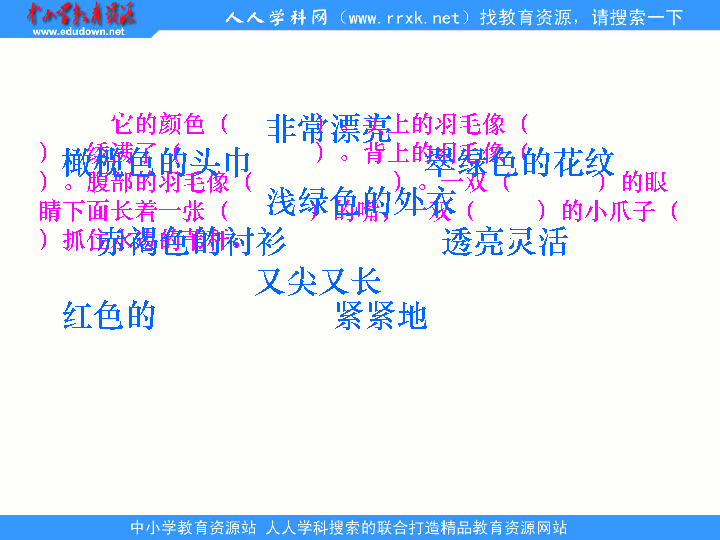 中小学教育资源
www.edudown.net
人人学科网（www.rrxk.net）找教育资源，请搜索一下
它的颜色（ 非常漂亮 上的羽毛像（
）
）。背上的
橄榄色的头巾
翠绿色的花纹
）。腹部的羽毛像（ ）。一双（ ）的眼
浅绿色的外衣
睛下面长着一张（ ）的嘴，一双（ ）的小爪子（
）抓住
赤褐色的衬衫
透亮灵活
又尖又长
红色的
紧紧地
中小学教育资源站 人人学科搜索的联合打造精品教育资源网站